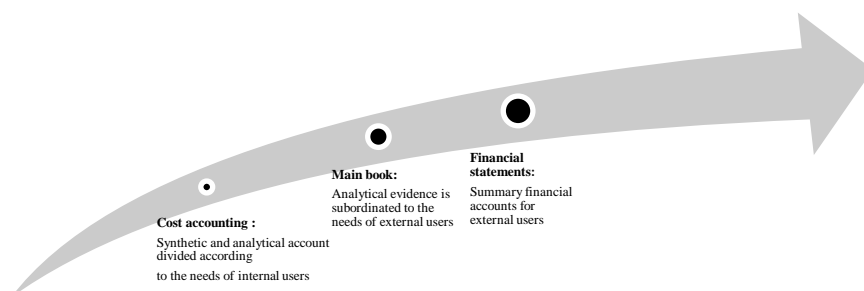 Cost accounting :
Synthetic and analytical account
divided according
to the needs of internal users
Main book:
Analytical evidence is
subordinated to the
needs of external users
Financial
statements:
Summary financial
accounts for
external users